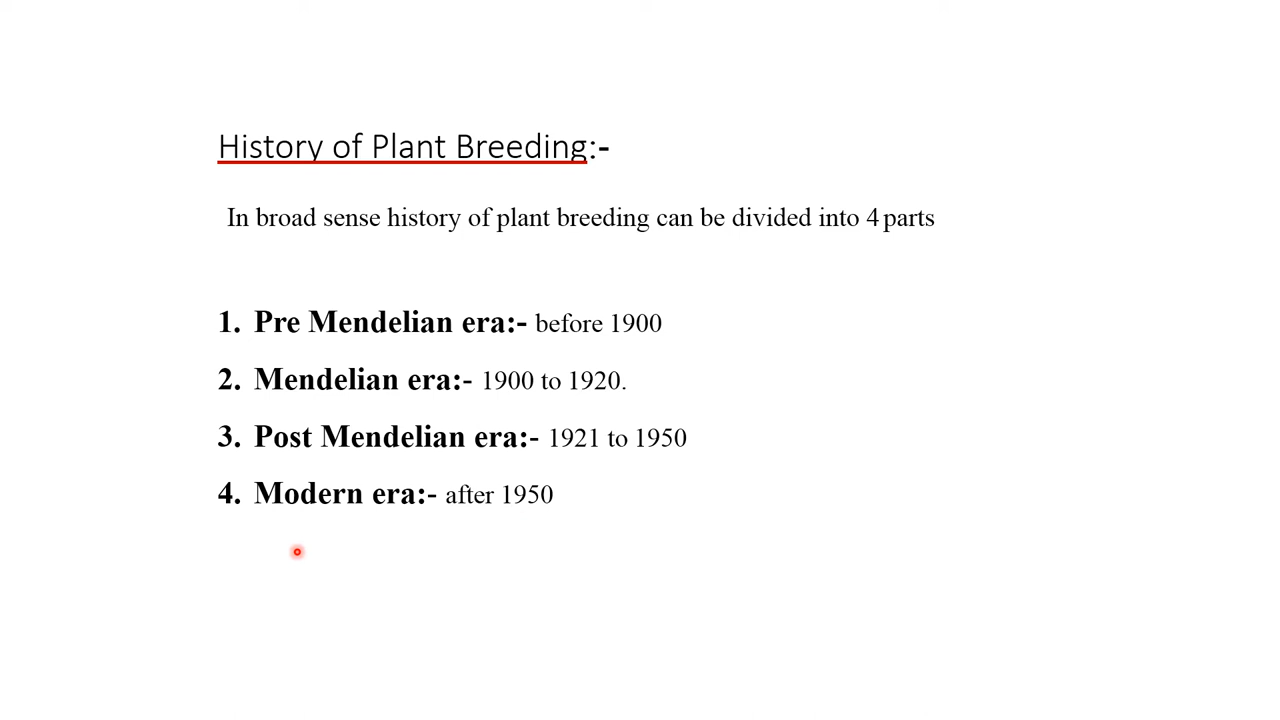 History of Plant Breeding:-
In broad sense history of plant breeding can be divided into 4 parts
1. Pre Mendelian era:- before 1900
2. Mendelian era:- 1900 to 1920.
3. Post Mendelian era:- 1921 to 1950
4. Modern era:- after 1950